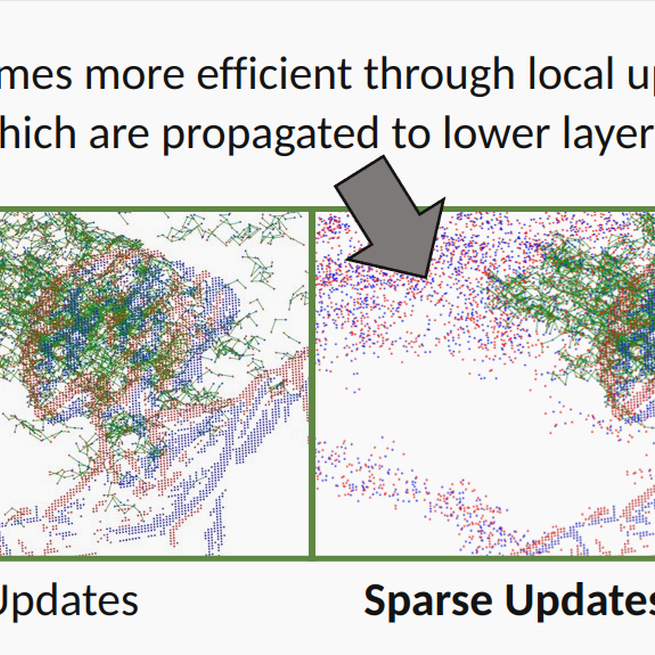 mes more efficient through local up
hich are propagated to lower layer
Updates
Sparse Updates